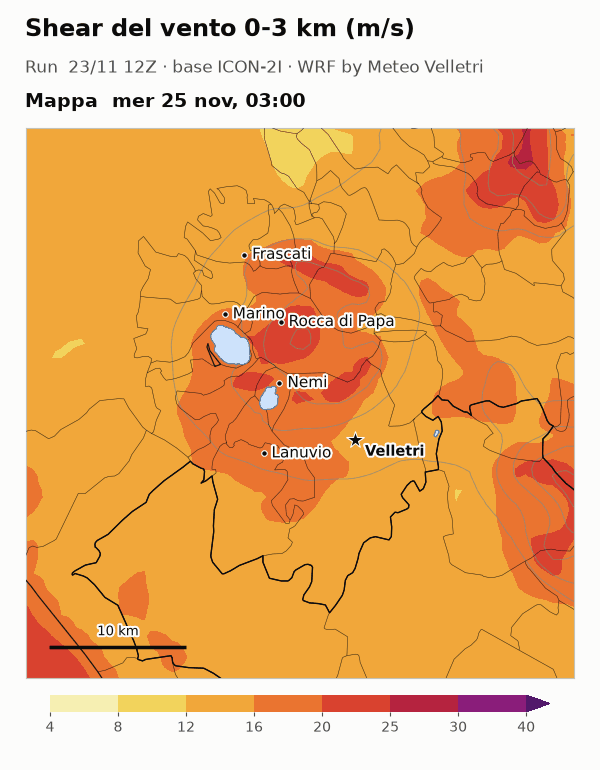 Shear del vento 0-3 km (m/s)
Run  23/11 12Z · base ICON-2I · WRF by Meteo Velletri
Mappa  mer 25 nov, 03:00
Frascati
Marino
Rocca di Papa
Nemi
Velletri
Lanuvio
10 km
4 8 12 16 20 25 30 40